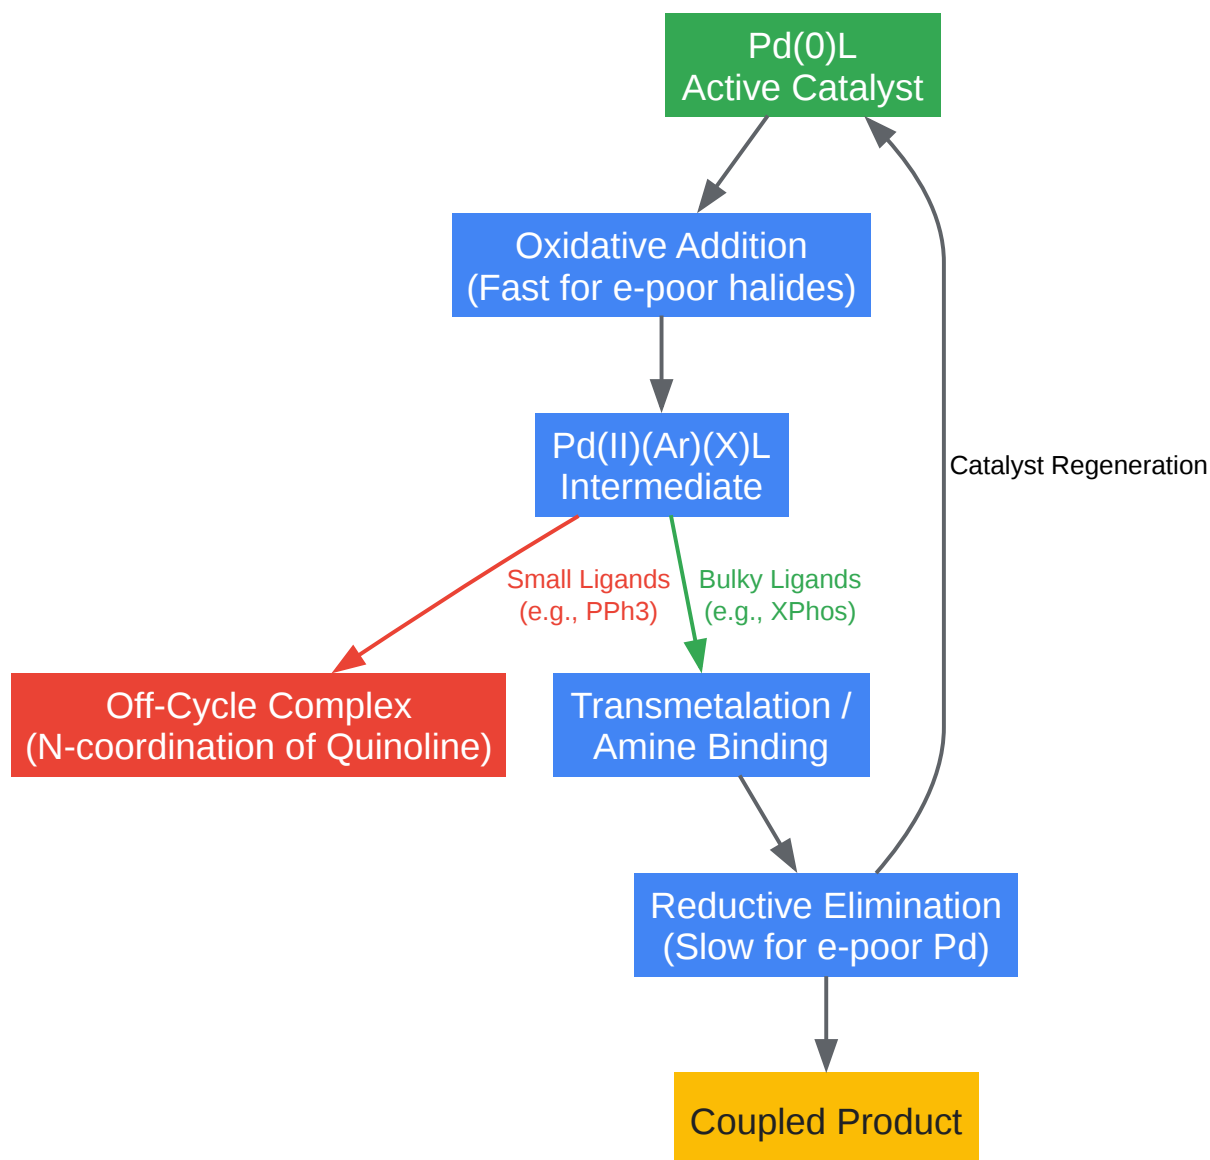 Pd(0)L
Active Catalyst
Oxidative Addition
(Fast for e-poor halides)
Pd(II)(Ar)(X)L
Intermediate
Catalyst Regeneration
Small Ligands
(e.g., PPh3)
Bulky Ligands
(e.g., XPhos)
Off-Cycle Complex
(N-coordination of Quinoline)
Transmetalation /
Amine Binding
Reductive Elimination
(Slow for e-poor Pd)
Coupled Product